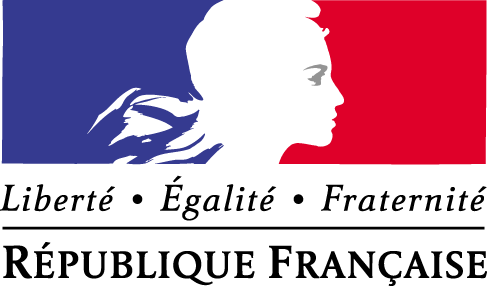 Liberté • Égalité • Fraternité
RÉPUBLIQUE FRANÇAISE